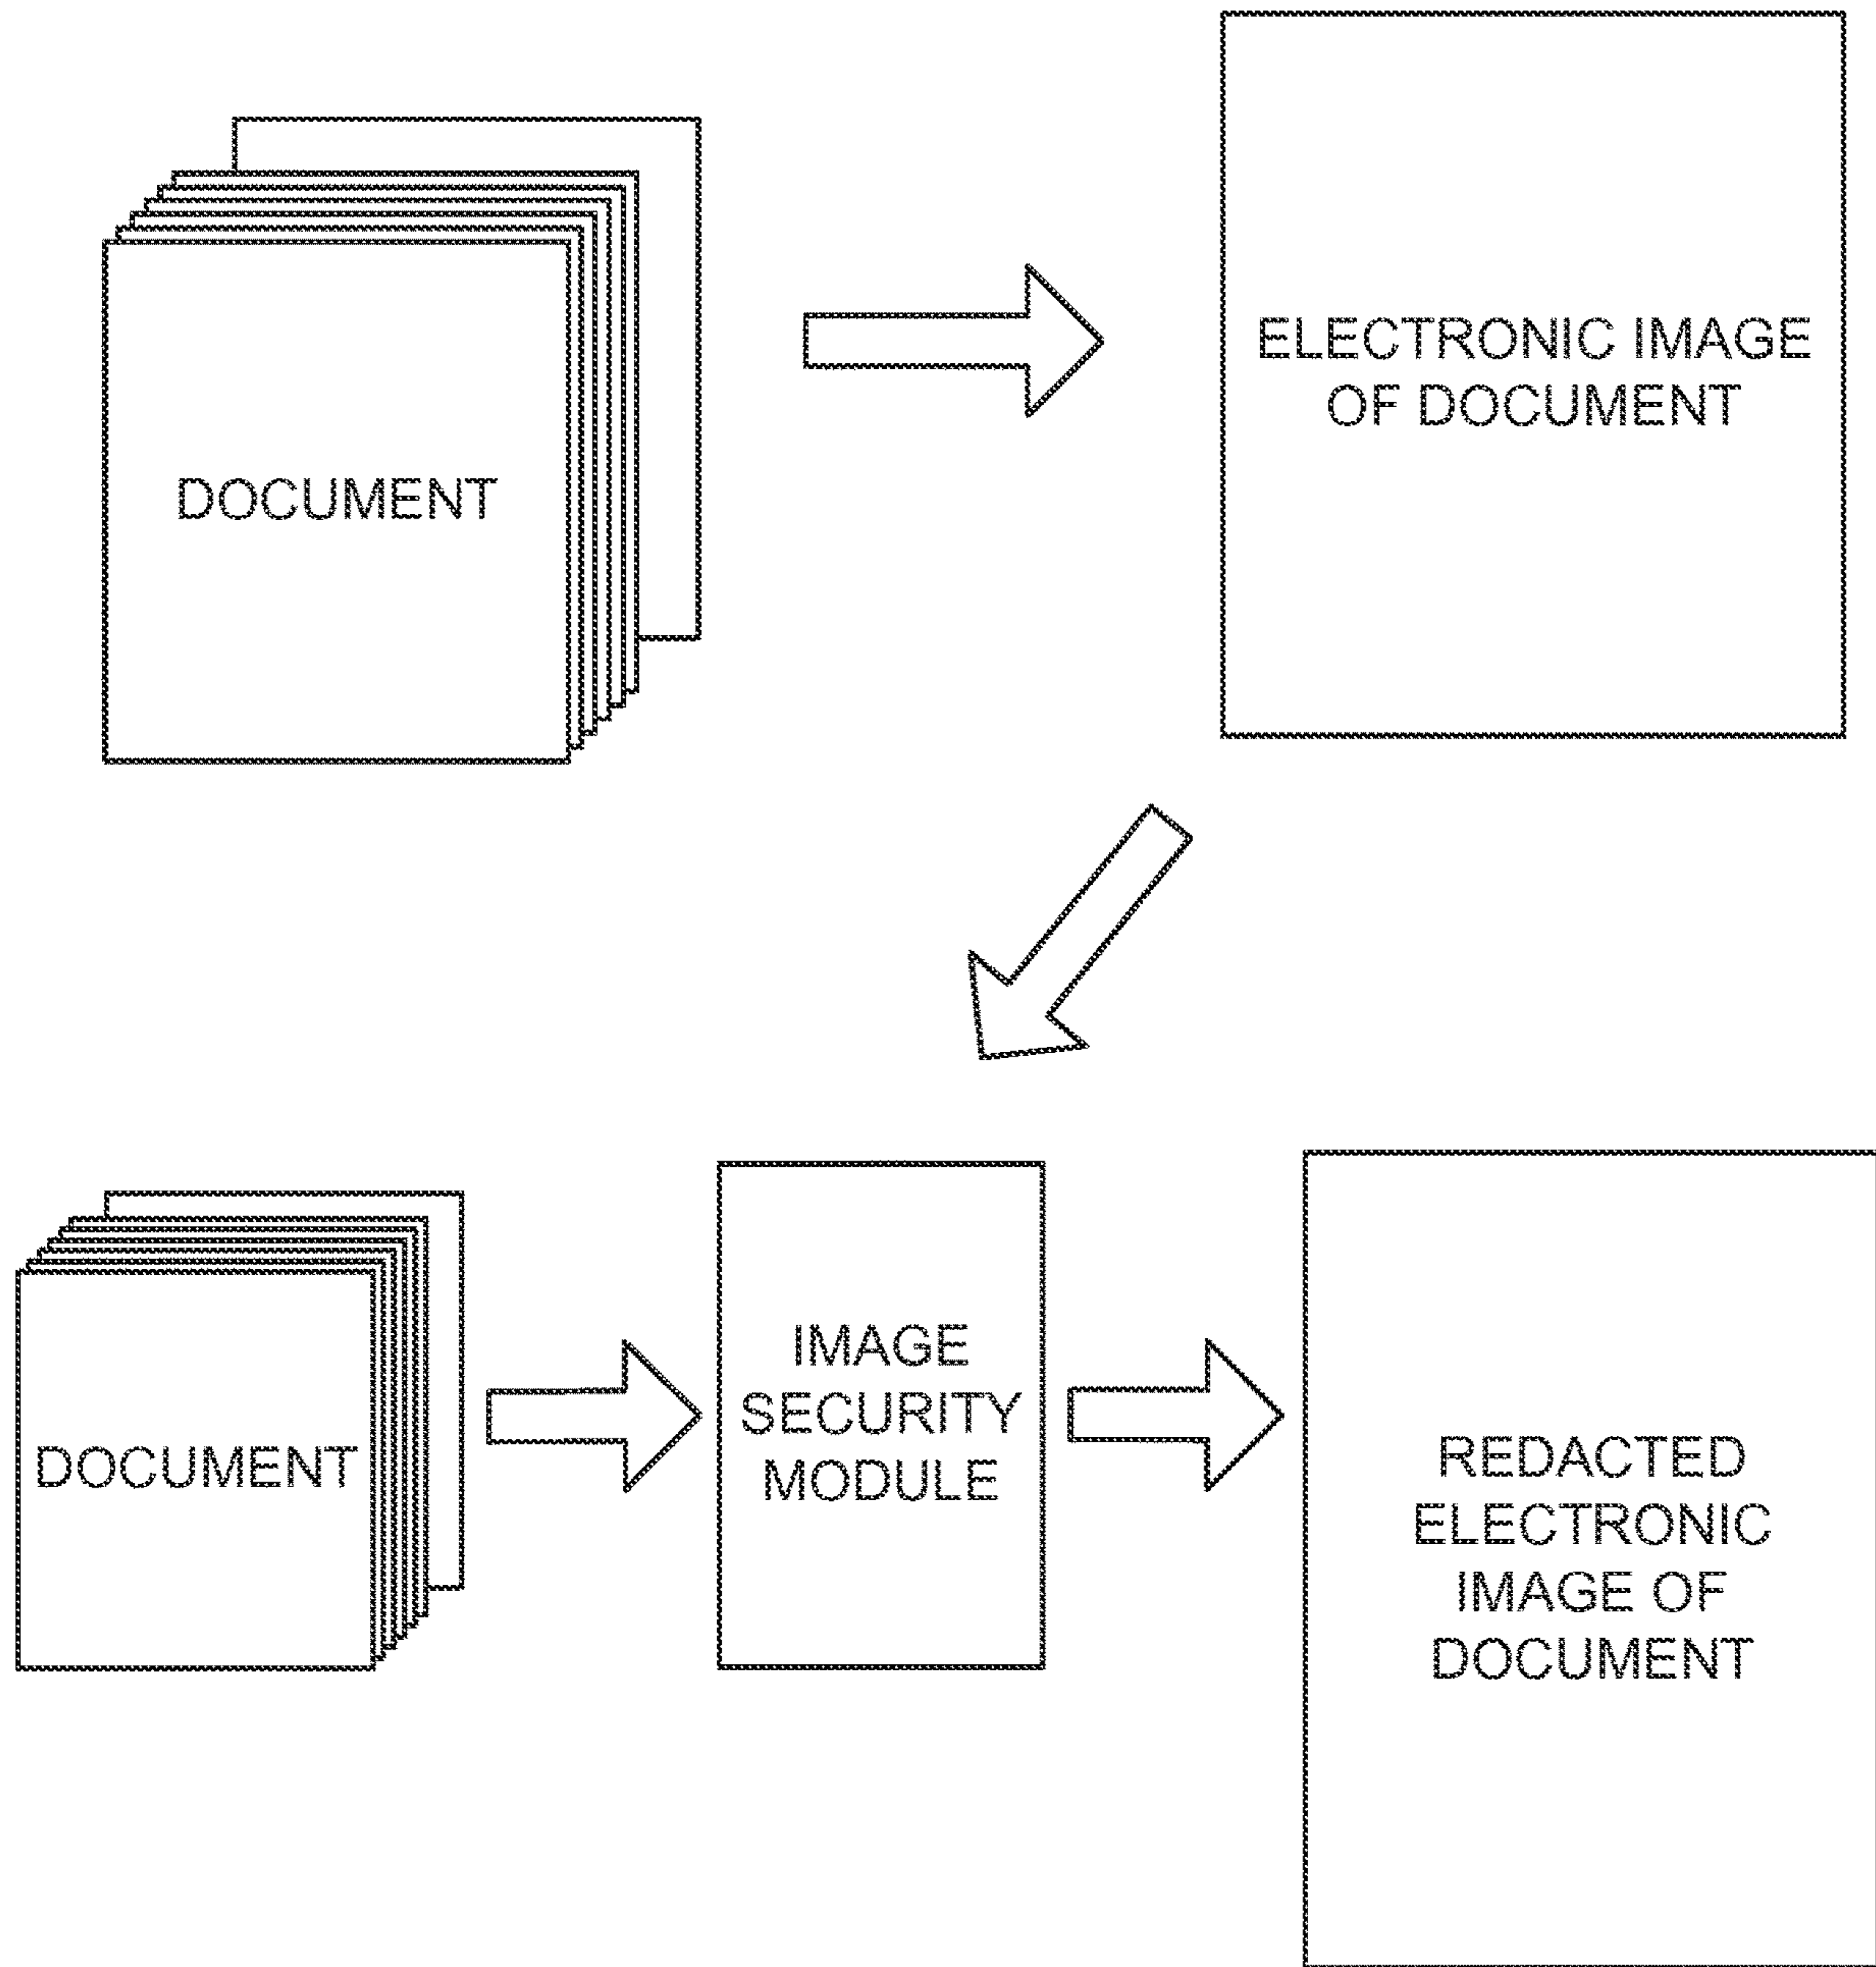 DOCUMENT
ELECTRONIC IMAGE
OF DOCUMENT
DOCUMENT
IMAGE
SECURITY
MODULE
REDACTED
ELECTRONIC
IMAGE OF
DOCUMENT